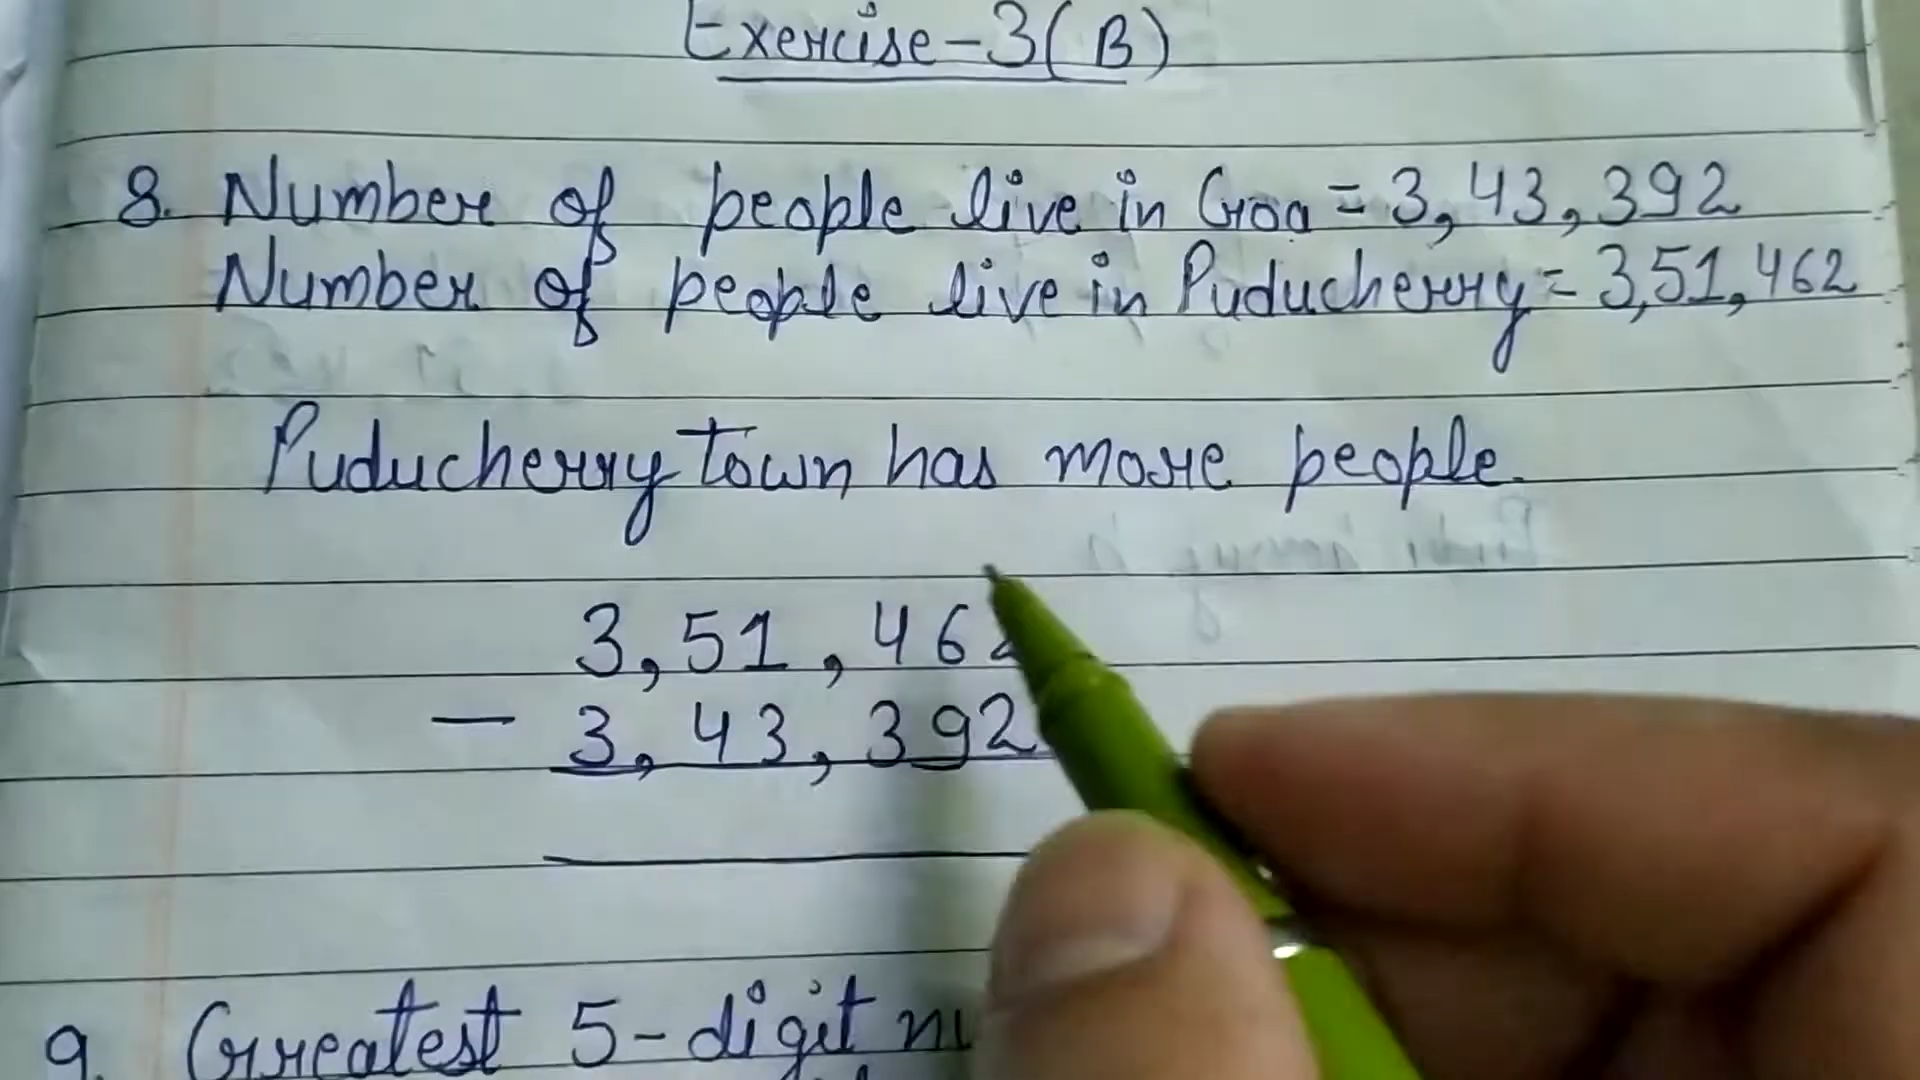 Exercise-3(B)
8. Number of people live in Goa = 3,43,392
Number of people live in Puducherry = 3,51,462
Puducherry Town has more people.
3,51,462
- 3,43,392
9. Greatest 5-digit